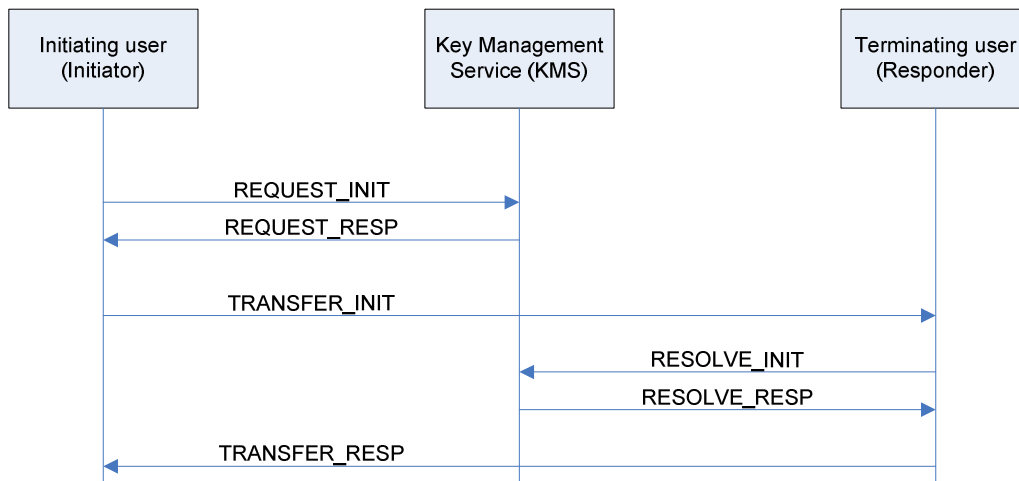 Initiating user
(Initiator)
Key Management
Service (KMS)
Terminating user
(Responder)
REQUEST_INIT
REQUEST_RESP
TRANSFER_INIT
RESOLVE_INIT
RESOLVE_RESP
TRANSFER_RESP